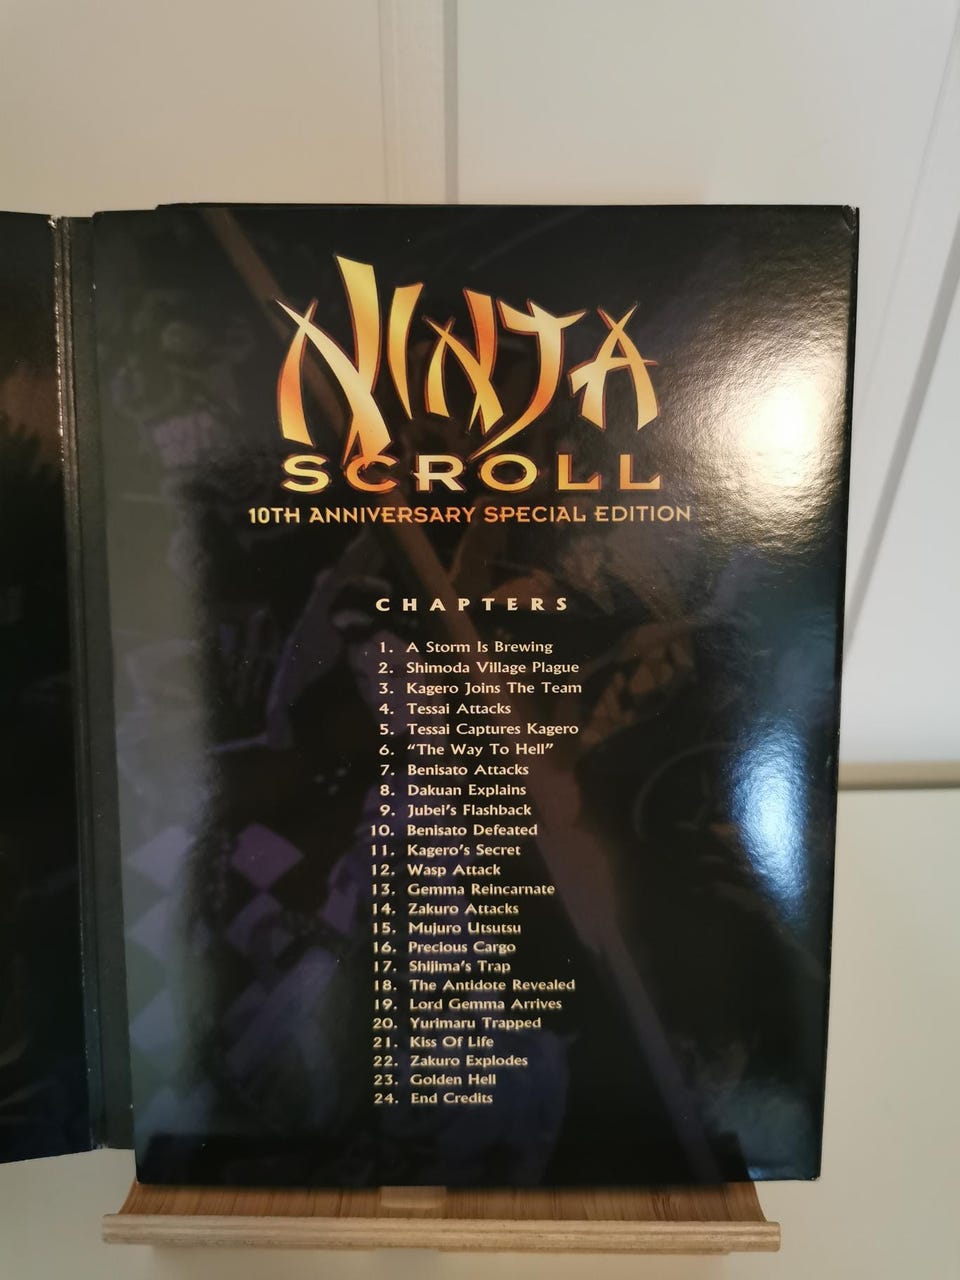 NINJA
SCROLL
10TH ANNIVERSARY SPECIAL EDITION
CHAPTERS
1. A Storm Is Brewing
2. Shimoda Village Plague
3. Kagero Joins The Team
4. Tessai Attacks
5. Tessai Captures Kagero
6. “The Way To Hell”
7. Benisato Attacks
8. Dakuan Explains
9. Jubei's Flashback
10. Benisato Defeated
11. Kagero's Secret
12. Wasp Attack
13. Gemma Reincarnate
14. Zakuro Attacks
15. Mujuro Utsutsu
16. Precious Cargo
17. Shijima's Trap
18. The Antidote Revealed
19. Lord Gemma Arrives
20. Yurimaru Trapped
21. Kiss Of Life
22. Zakuro Explodes
23. Golden Hell
24. End Credits